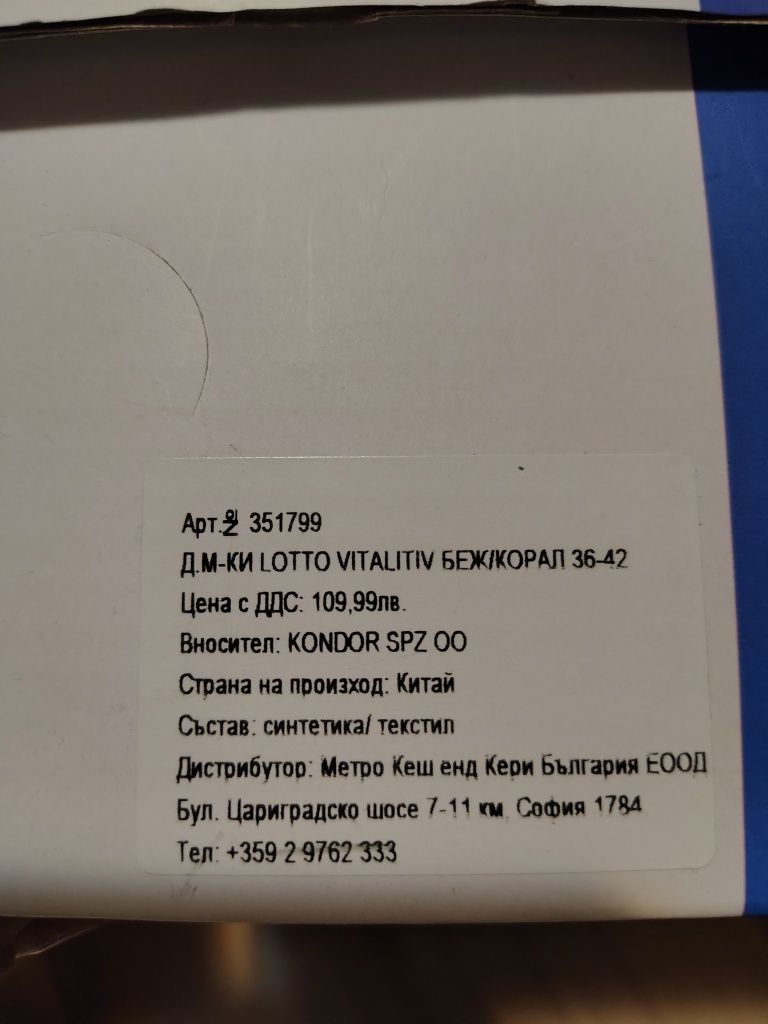 Арт.№ 351799
Д.М-КИ LOTTO VITALITIV БЕЖ/КОРАЛ 36-42
Цена с ДДС: 109,99лв.
Вносител: KONDOR SPZ OO
Страна на произход: Китай
Състав: синтетика/ текстил
Дистрибутор: Метро Кеш енд Кери България ЕООД
Бул. Цариградско шосе 7-11 км. София 1784
Тел: +359 2 9762 333